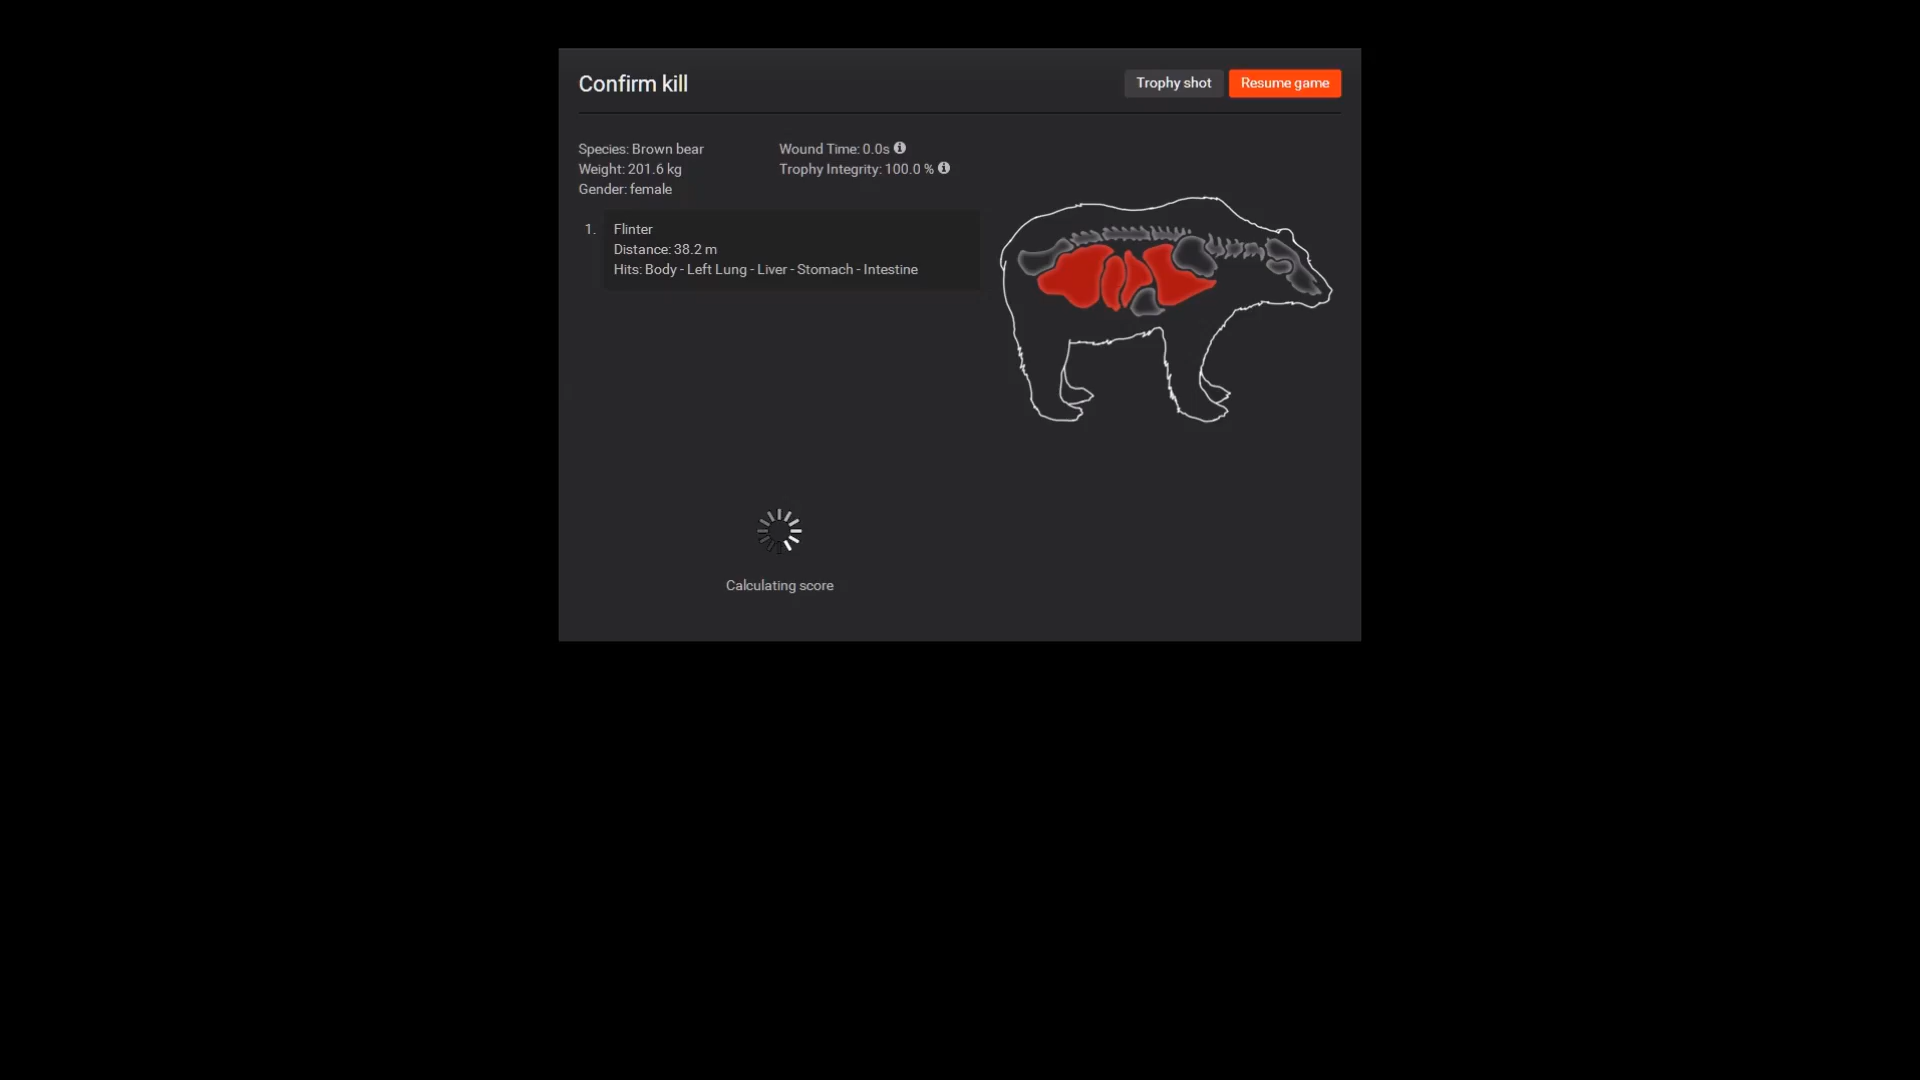 Confirm kill
Trophy shot
Resume game
Species: Brown bear
Weight: 201.6 kg
Gender: female
Wound Time: 0.0s
Trophy Integrity: 100.0 %
1.
Flinter
Distance: 38.2 m
Hits: Body - Left Lung - Liver - Stomach - Intestine
Calculating score